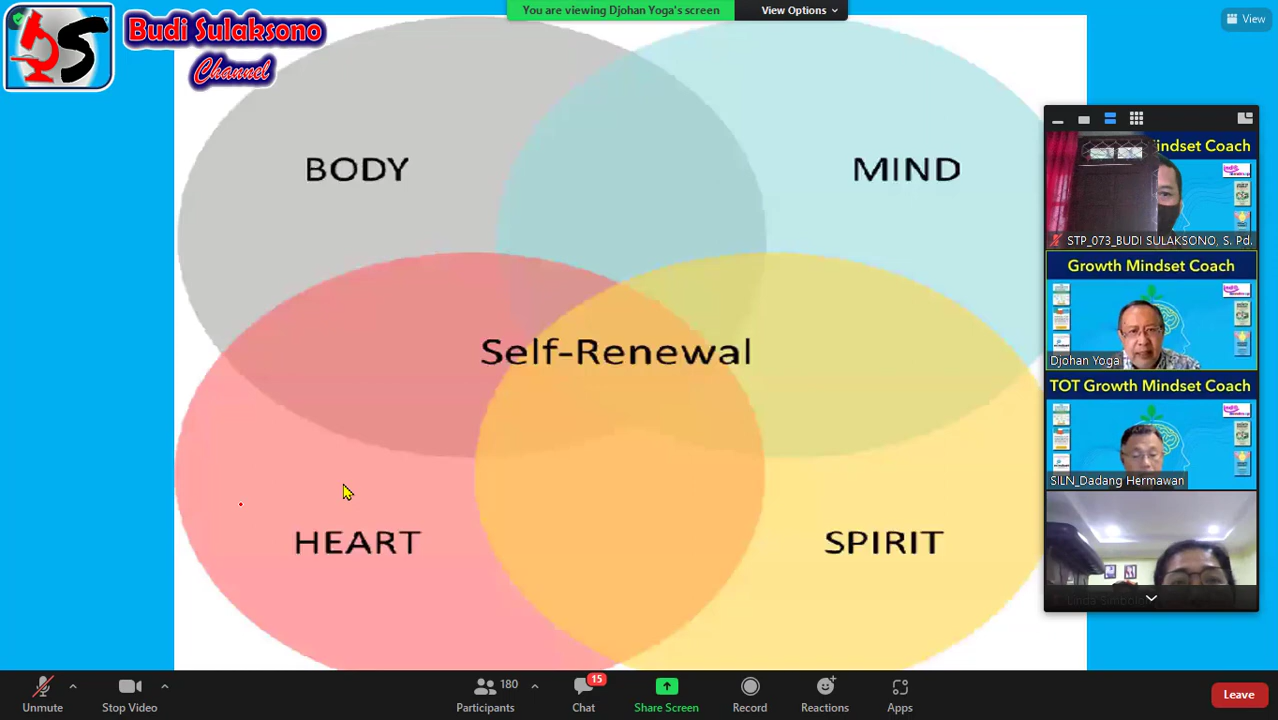 You are viewing Djohan Yoga's screen
View Options
View
S
Budi Sulaksono
Channel
BODY
MIND
Self-Renewal
HEART
SPIRIT
indset Coach
STP_073_BUDI SULAKSONO, S. Pd.
Growth Mindset Coach
Djohan Yoga
TOT Growth Mindset Coach
SILN_Dadang Hermawan
Unmute
Stop Video
180
Participants
15
Chat
Share Screen
Record
Reactions
Apps
Leave